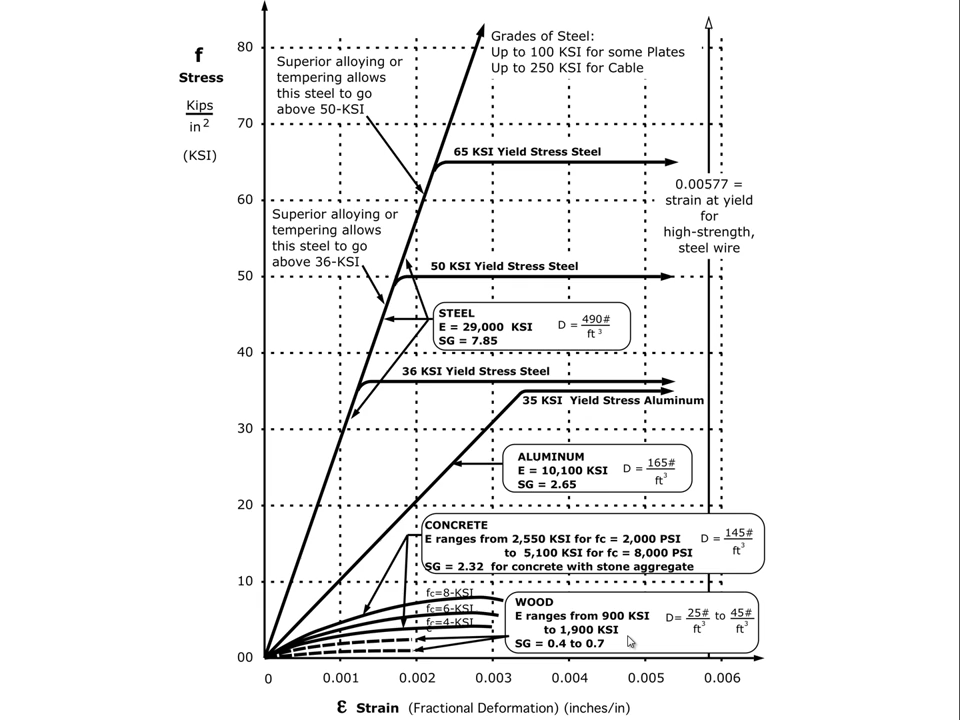 f
Stress
Kips
in²
(KSI)
80
70
60
50
40
30
20
10
00
Grades of Steel:
Up to 100 KSI for some Plates
Up to 250 KSI for Cable
Superior alloying or
tempering allows
this steel to go
above 50-KSI
65 KSI Yield Stress Steel
0.00577 =
strain at yield
for
high-strength,
steel wire
Superior alloying or
tempering allows
this steel to go
above 36-KSI
50 KSI Yield Stress Steel
STEEL
E = 29,000 KSI
SG = 7.85
D = 490#
ft³
36 KSI Yield Stress Steel
35 KSI Yield Stress Aluminum
ALUMINUM
E = 10,100 KSI
SG = 2.65
D = 165#
ft³
CONCRETE
E ranges from 2,550 KSI for fc = 2,000 PSI
to 5,100 KSI for fc = 8,000 PSI
SG = 2.32 for concrete with stone aggregate
D = 145#
ft³
fc=8-KSI
fc=6-KSI
fc=4-KSI
WOOD
E ranges from 900 KSI
to 1,900 KSI
SG = 0.4 to 0.7
D= 25# to 45#
ft³ ft³
0 0.001 0.002 0.003 0.004 0.005 0.006
ε Strain (Fractional Deformation) (inches/in)